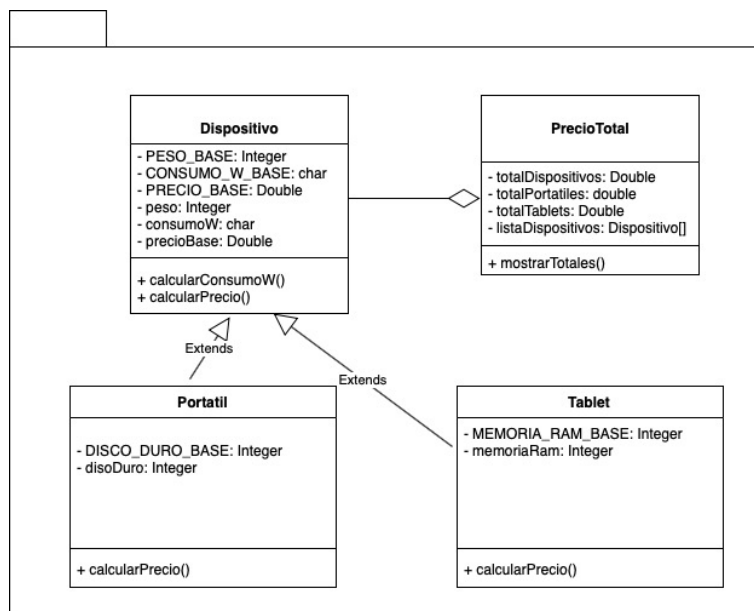 Dispositivo
- PESO_BASE: Integer
- CONSUMO_W_BASE: char
- PRECIO_BASE: Double
- peso: Integer
- consumoW: char
- precioBase: Double
+ calcularConsumoW()
+ calcularPrecio()
PrecioTotal
- totalDispositivos: Double
- totalPortatiles: double
- totalTablets: Double
- listaDispositivos: Dispositivo[]
+ mostrarTotales()
Extends
Extends
Portatil
- DISCO_DURO_BASE: Integer
- disoDuro: Integer
+ calcularPrecio()
Tablet
- MEMORIA_RAM_BASE: Integer
- memoriaRam: Integer
+ calcularPrecio()